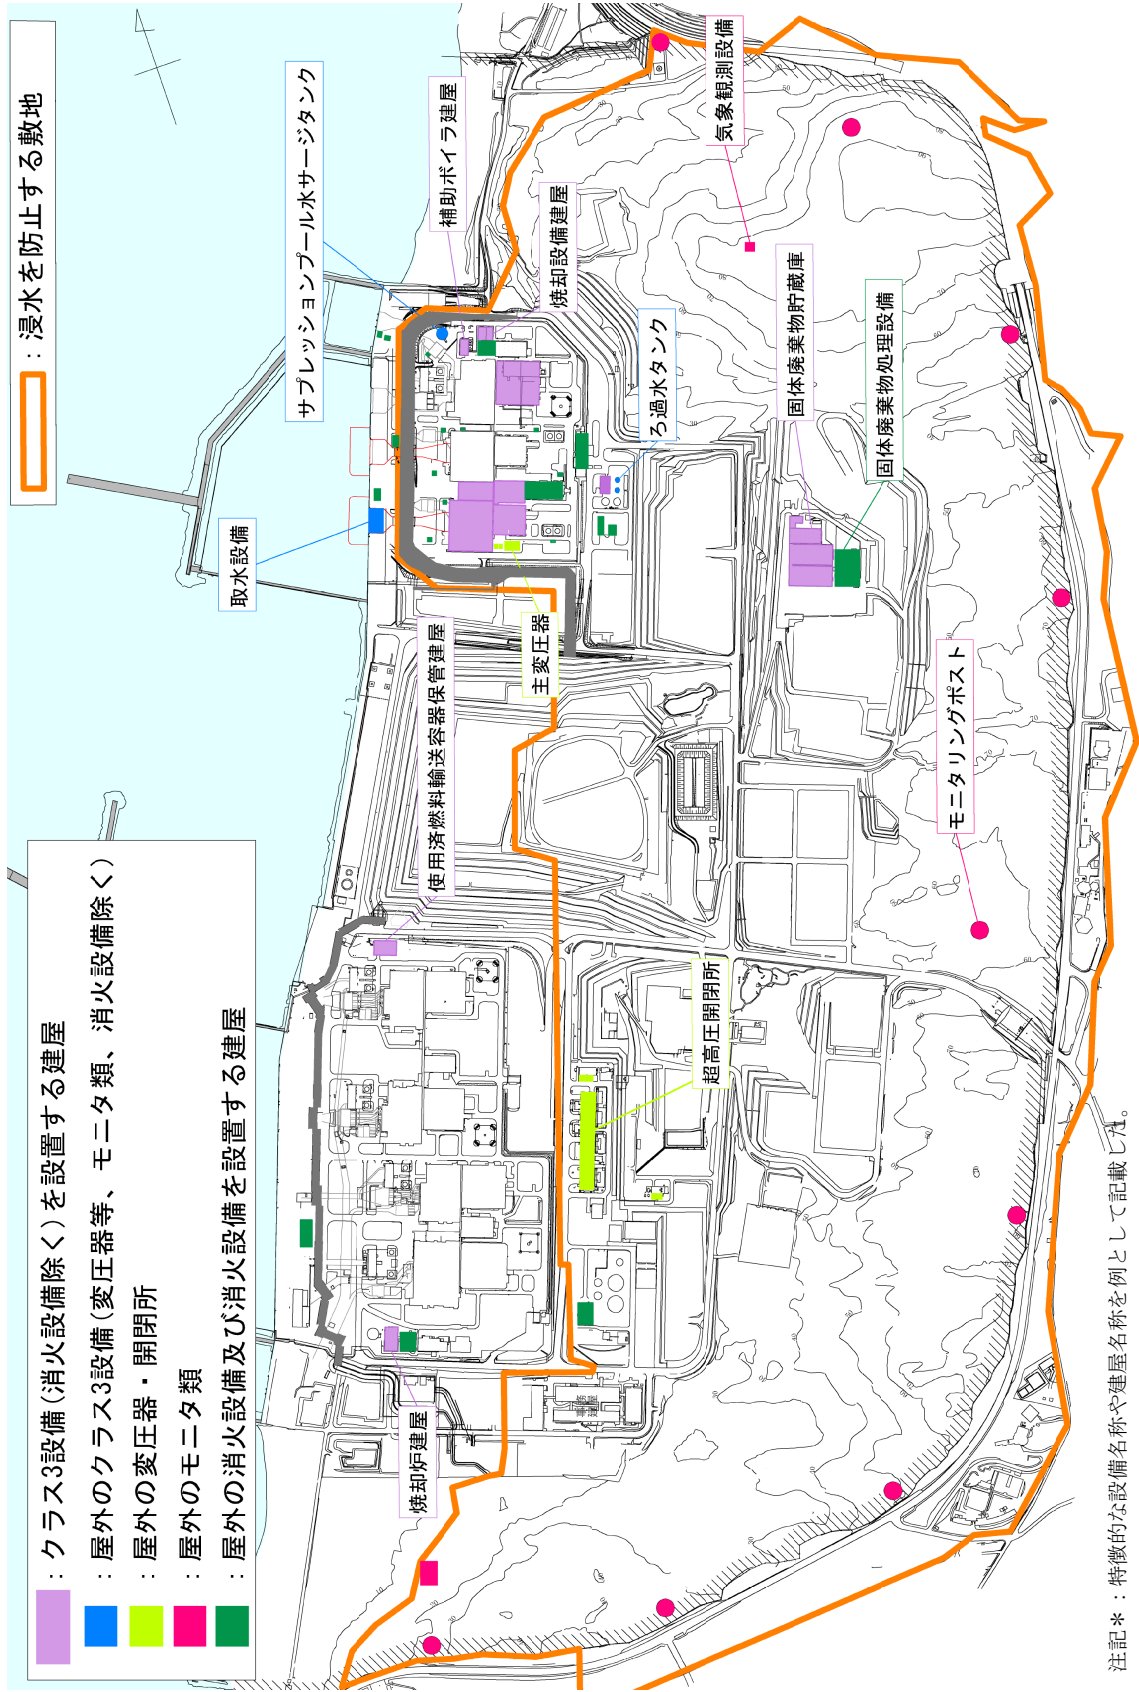 ：浸水を防止する敷地
：クラス3設備(消火設備除く)を設置する建屋
：屋外のクラス3設備(変圧器等、モニタ類、消火設備除く)
：屋外の変圧器・開閉所
：屋外のモニタ類
：屋外の消火設備及び消火設備を設置する建屋
取水設備
サプレッションプール水サージタンク
補助ボイラ建屋
焼却設備建屋
ろ過水タンク
気象観測設備
固体廃棄物貯蔵庫
固体廃棄物処理設備
主変圧器
使用済燃料輸送容器保管建屋
モニタリングポスト
超高圧開閉所
焼却炉建屋
注記＊：特徴的な設備名称や建屋名称を例として記載した。